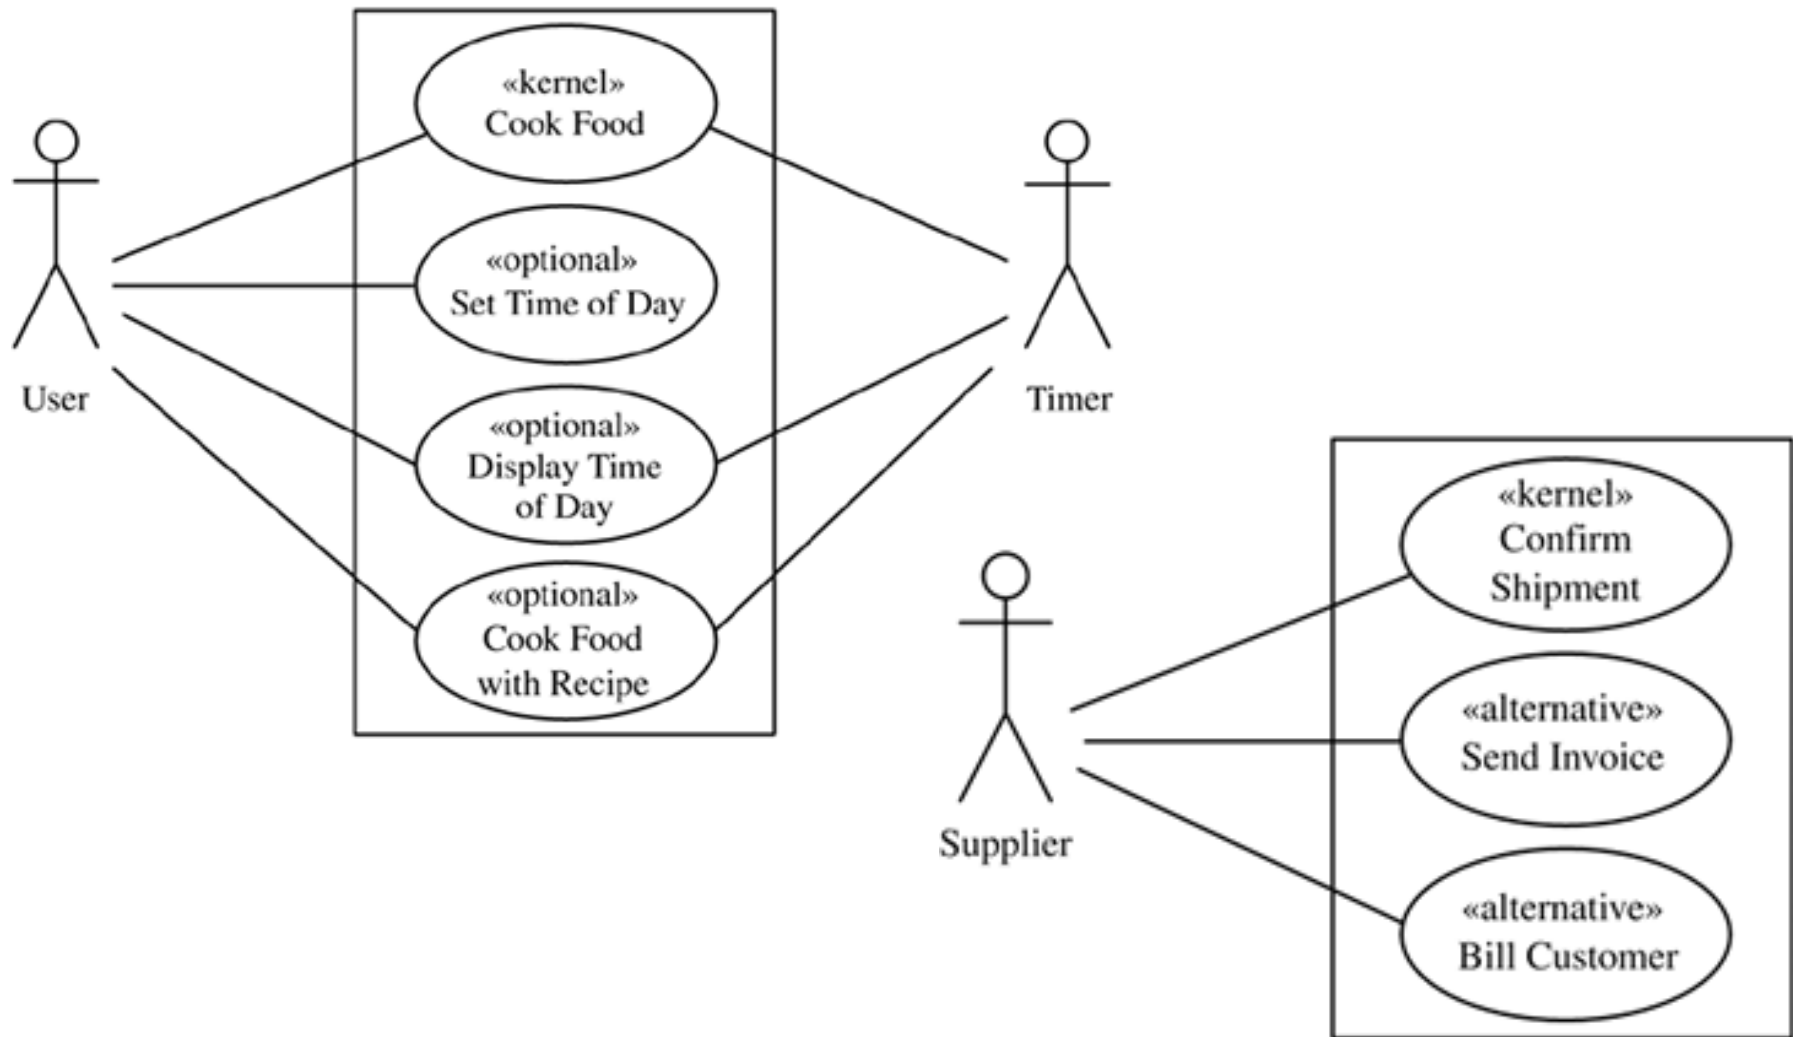 «kernel»
Cook Food
«optional»
Set Time of Day
«optional»
Display Time
of Day
«optional»
Cook Food
with Recipe
User
Timer
«kernel»
Confirm
Shipment
«alternative»
Send Invoice
«alternative»
Bill Customer
Supplier